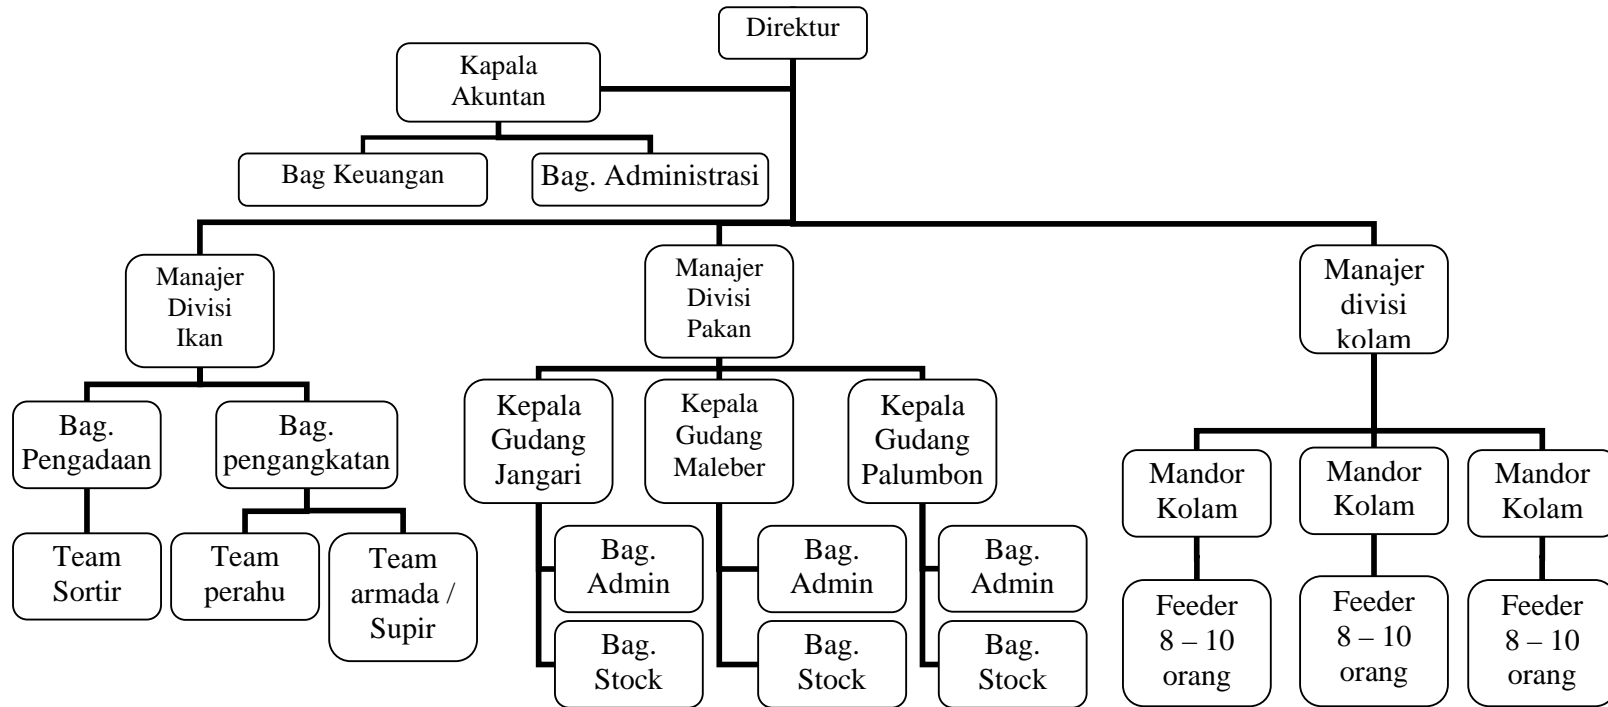 Direktur
Kapala
Akuntan
Bag Keuangan
Bag. Administrasi
Manajer
Divisi
Ikan
Manajer
Divisi
Pakan
Manajer
divisi
kolam
Bag.
Pengadaan
Bag.
pengangkatan
Kepala
Gudang
Jangari
Kepala
Gudang
Maleber
Kepala
Gudang
Palumbon
Mandor
Kolam
Mandor
Kolam
Mandor
Kolam
Team
Sortir
Team
perahu
Team
armada /
Supir
Bag.
Admin
Bag.
Admin
Bag.
Admin
Feeder
8 – 10
orang
Feeder
8 – 10
orang
Feeder
8 – 10
orang
Bag.
Stock
Bag.
Stock
Bag.
Stock